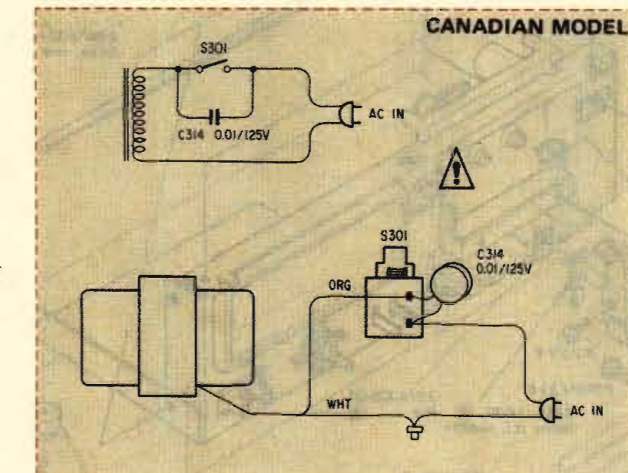 CANADIAN MODEL
S301
C314 0.01/125V
AC IN
S301
C314
0.01/125V
ORG
WHT
AC IN